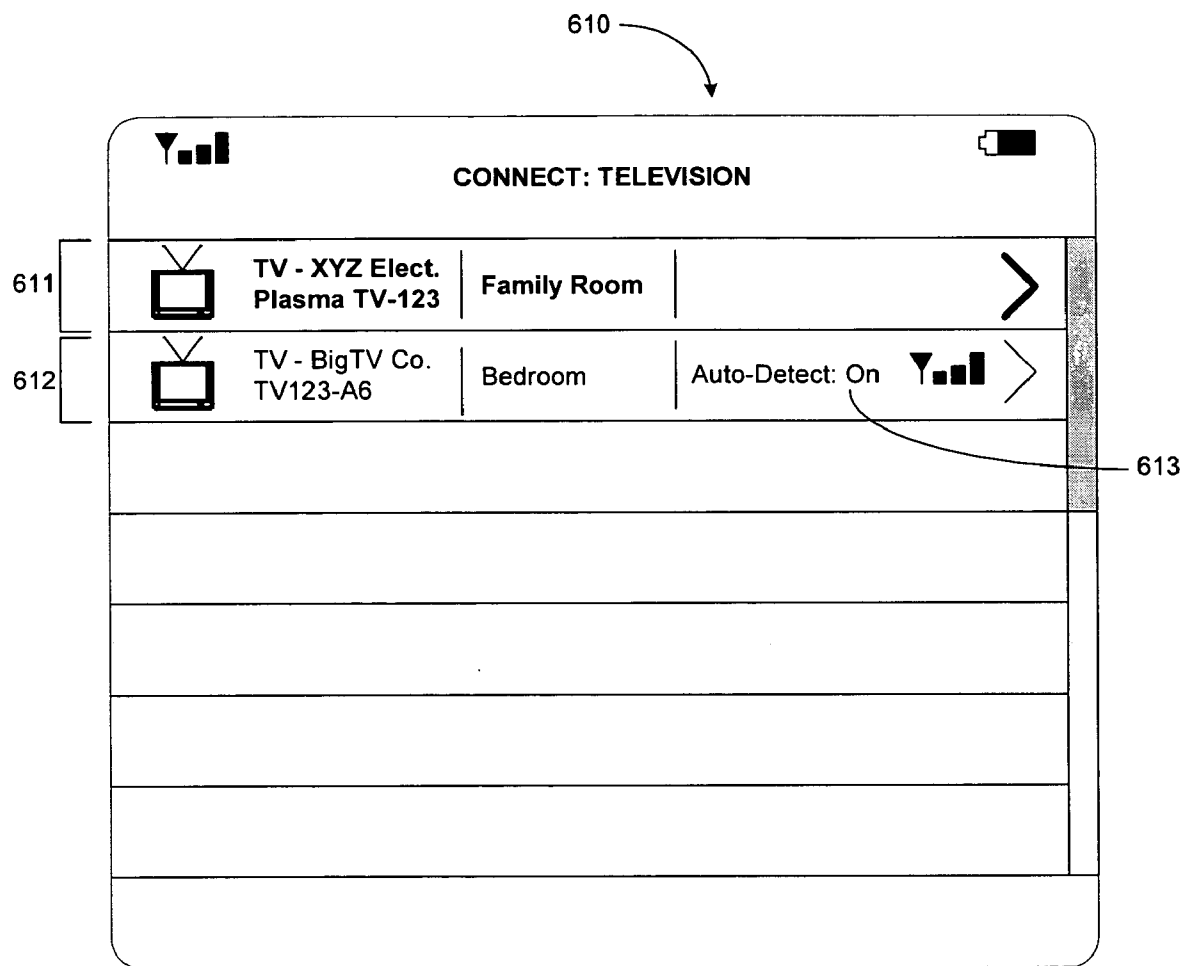 610
CONNECT: TELEVISION
611
TV - XYZ Elect.
Plasma TV-123
Family Room
612
TV - BigTV Co.
TV123-A6
Bedroom
Auto-Detect: On
613